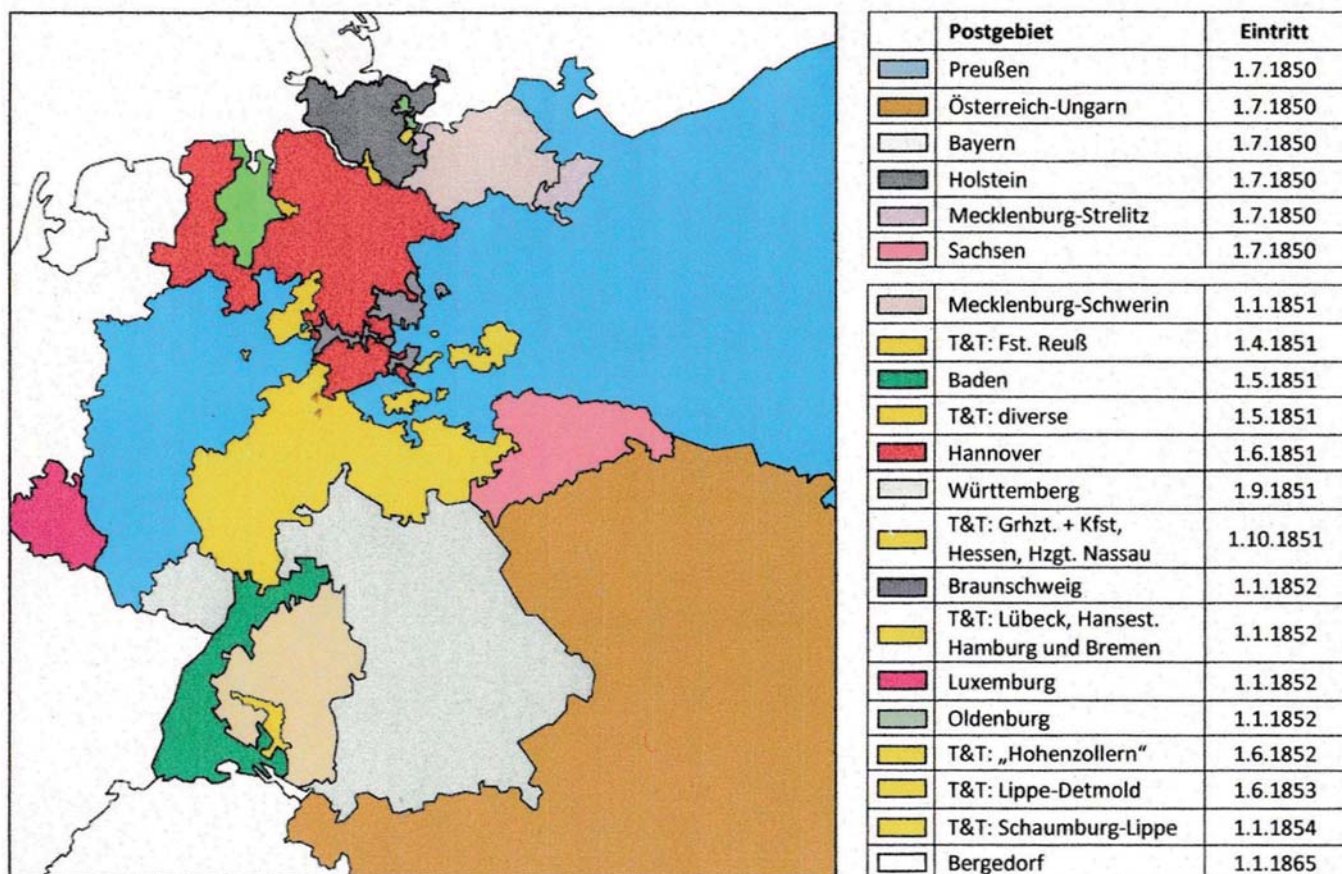 Postgebiet Eintritt
Preußen 1.7.1850
Österreich-Ungarn 1.7.1850
Bayern 1.7.1850
Holstein 1.7.1850
Mecklenburg-Strelitz 1.7.1850
Sachsen 1.7.1850
Mecklenburg-Schwerin 1.1.1851
T&T: Fst. Reuß 1.4.1851
Baden 1.5.1851
T&T: diverse 1.5.1851
Hannover 1.6.1851
Württemberg 1.9.1851
T&T: Grhzt. + Kfst,
Hessen, Hzgt. Nassau 1.10.1851
Braunschweig 1.1.1852
T&T: Lübeck, Hansest.
Hamburg und Bremen 1.1.1852
Luxemburg 1.1.1852
Oldenburg 1.1.1852
T&T: „Hohenzollern“ 1.6.1852
T&T: Lippe-Detmold 1.6.1853
T&T: Schaumburg-Lippe 1.1.1854
Bergedorf 1.1.1865